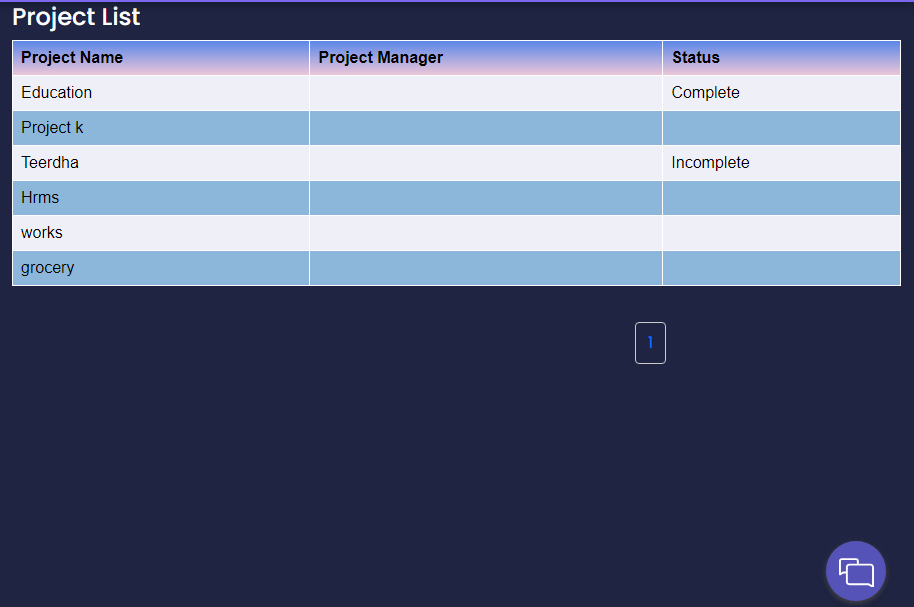 Project List
Project Name Project Manager Status
Education Complete
Project k
Teerdha Incomplete
Hrms
works
grocery
1